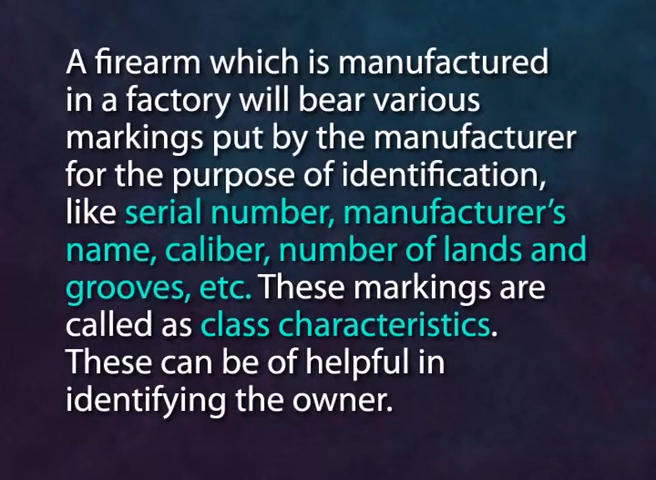 A firearm which is manufactured
in a factory will bear various
markings put by the manufacturer
for the purpose of identification,
like serial number, manufacturer's
name, caliber, number of lands and
grooves, etc. These markings are
called as class characteristics.
These can be of helpful in
identifying the owner.